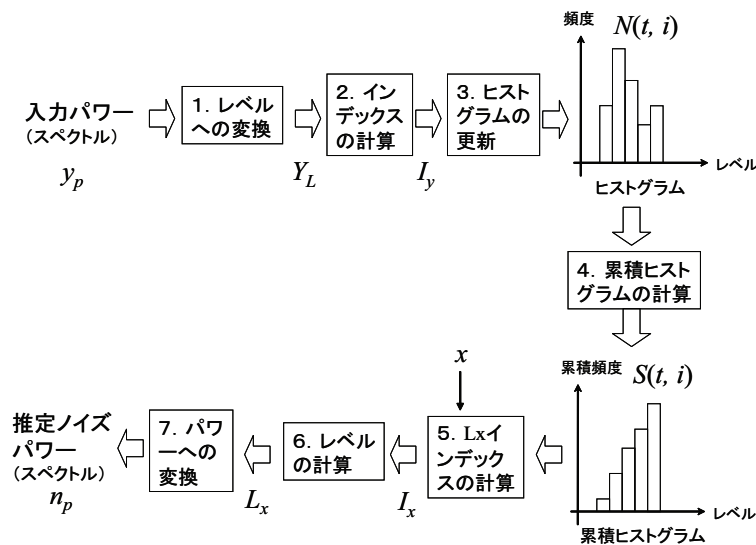 入力パワー
（スペクトル）
y_p
1. レベル
への変換
Y_L
2. イン
デックス
の計算
I_y
3. ヒスト
グラムの
更新
頻度
N(t, i)
レベル
ヒストグラム
4. 累積ヒスト
グラムの計算
累積頻度
S(t, i)
レベル
累積ヒストグラム
x
5. Lxイ
ンデック
スの計算
I_x
6. レベル
の計算
L_x
7. パワ
ーへの
変換
推定ノイズ
パワー
（スペクトル）
n_p